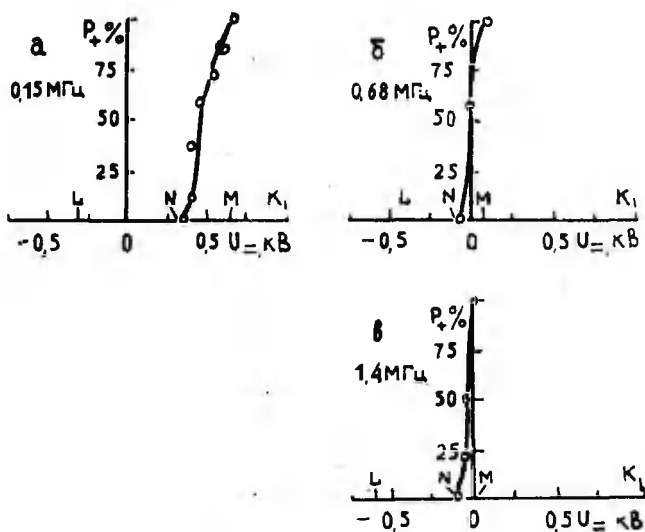 а
P₊%
0,15 МГц
75
50
25
L N M K₁
-0,5 0 0,5 U= кВ
б
P₊%
0,68 МГц
75
50
25
L N M K₁
-0,5 0 0,5 U= кВ
в
P₊%
1,4 МГц
75
50
25
L N M K₁
-0,5 0 0,5 U= кВ